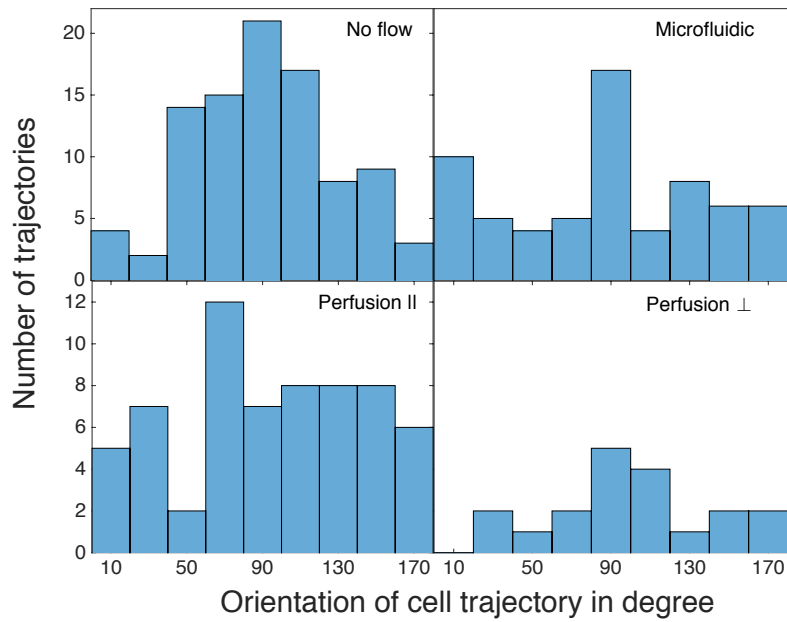 Number of trajectories
20
15
10
5
0
No flow
Microfluidic
12
10
8
6
4
2
0
Perfusion ||
Perfusion ⊥
10 50 90 130 170 10 50 90 130 170
Orientation of cell trajectory in degree